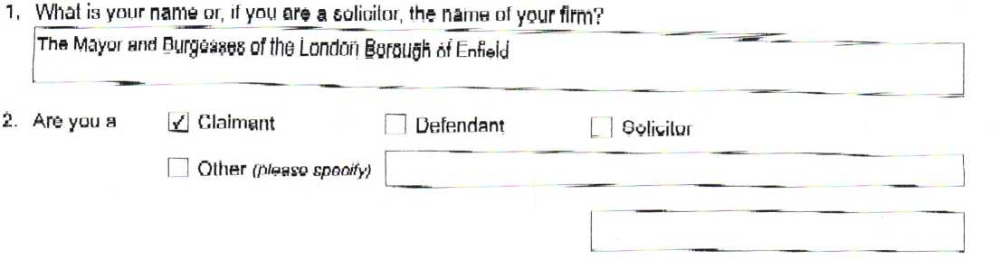 1. What is your name or, if you are a solicitor, the name of your firm?
The Mayor and Burgesses of the London Borough of Enfield
2. Are you a ☑ Claimant ☐ Defendant ☐ Solicitor
☐ Other (please specify)